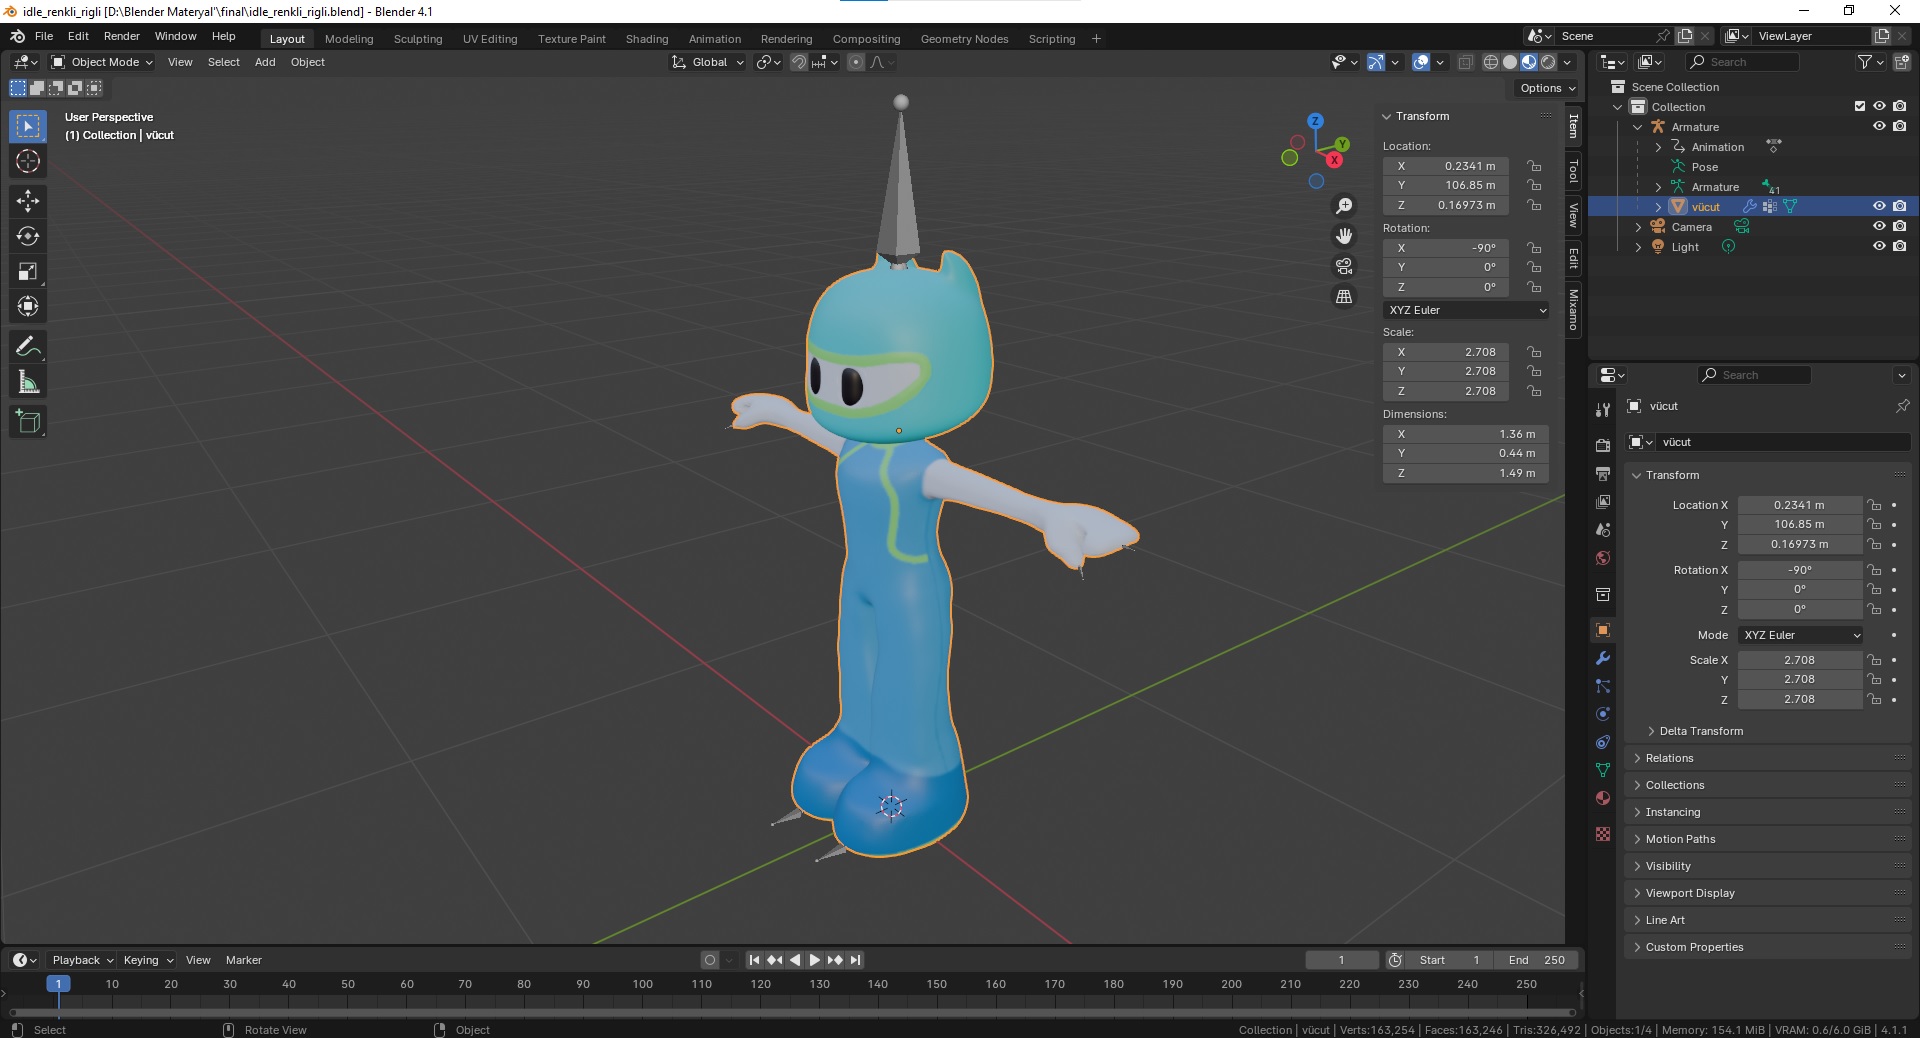 idle_renkli_rigli [D:\Blender Materyal'\final\idle_renkli_rigli.blend] - Blender 4.1
File Edit Render Window Help Layout Modeling Sculpting UV Editing Texture Paint Shading Animation Rendering Compositing Geometry Nodes Scripting + Scene ViewLayer
Object Mode View Select Add Object Global Search
Options
User Perspective
(1) Collection | vücut
Z
Y
X
Transform
Location:
X 0.2341 m
Y 106.85 m
Z 0.16973 m
Rotation:
X -90°
Y 0°
Z 0°
XYZ Euler
Scale:
X 2.708
Y 2.708
Z 2.708
Dimensions:
X 1.36 m
Y 0.44 m
Z 1.49 m
Item
Tool
View
Edit
Mixamo
Scene Collection
Collection
Armature
Animation
Pose
Armature 41
vücut
Camera
Light
Search
vücut
vücut
Transform
Location X 0.2341 m
Y 106.85 m
Z 0.16973 m
Rotation X -90°
Y 0°
Z 0°
Mode XYZ Euler
Scale X 2.708
Y 2.708
Z 2.708
Delta Transform
Relations
Collections
Instancing
Motion Paths
Visibility
Viewport Display
Line Art
Custom Properties
Playback Keying View Marker 1 Start 1 End 250
1 10 20 30 40 50 60 70 80 90 100 110 120 130 140 150 160 170 180 190 200 210 220 230 240 250
Select Rotate View Object Collection | vücut | Verts:163,254 | Faces:163,246 | Tris:326,492 | Objects:1/4 | Memory: 154.1 MiB | VRAM: 0.6/6.0 GiB | 4.1.1